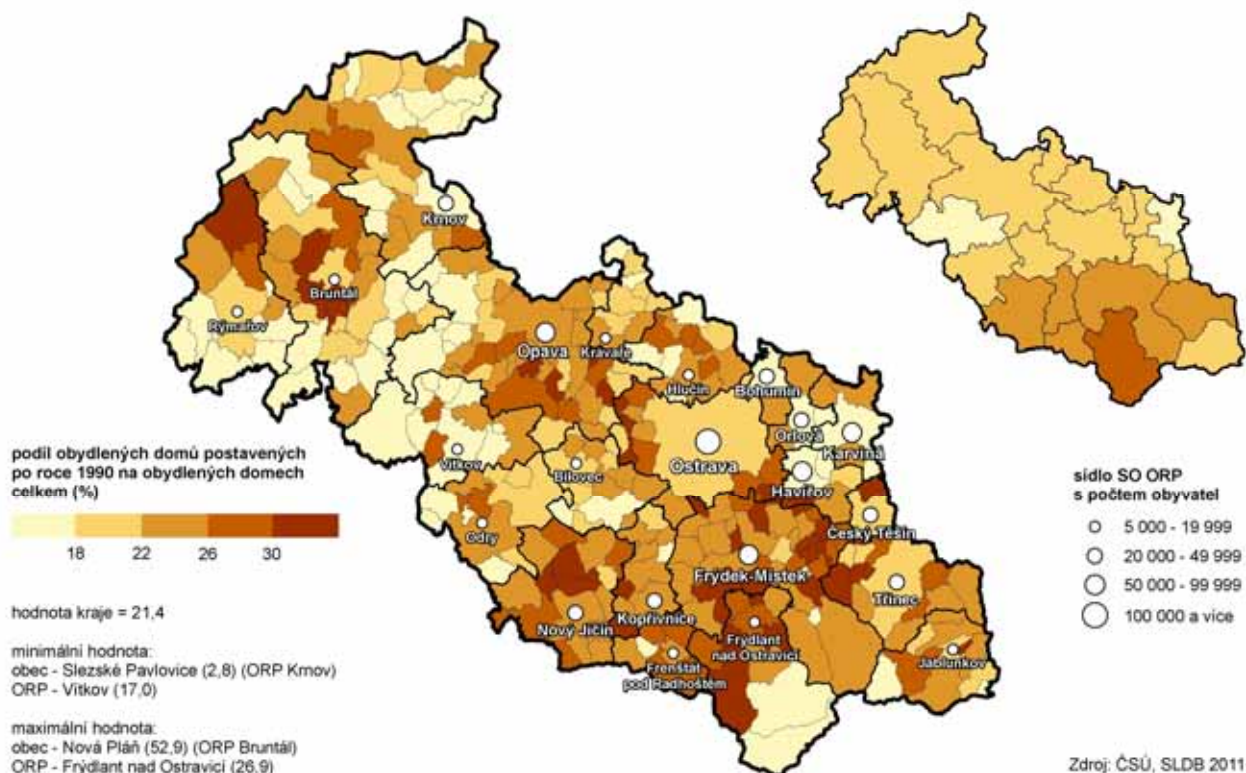 Krnov
Bruntál
Rýmařov
Opava
Kravaře
Hlučín
Bohumín
Orlová
Karviná
Ostrava
Vítkov
Bílovec
Havířov
Český Těšín
Odry
Frýdek-Místek
Třinec
Nový Jičín
Kopřivnice
Frýdlant
nad Ostravicí
Frenštát
pod Radhoštěm
Jablunkov
podíl obydlených domů postavených
po roce 1990 na obydlených domech
celkem (%)
18 22 26 30
hodnota kraje = 21,4
minimální hodnota:
obec - Slezské Pavlovice (2,8) (ORP Krnov)
ORP - Vítkov (17,0)
maximální hodnota:
obec - Nová Pláň (52,9) (ORP Bruntál)
ORP - Frýdlant nad Ostravicí (26,9)
sídlo SO ORP
s počtem obyvatel
5 000 - 19 999
20 000 - 49 999
50 000 - 99 999
100 000 a více
Zdroj: ČSÚ, SLDB 2011